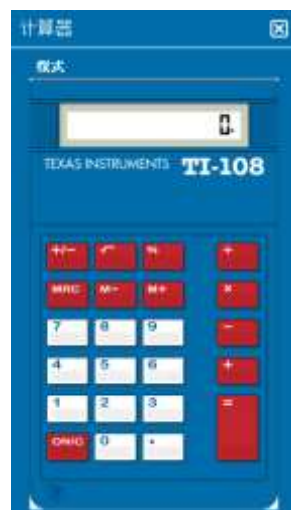 计算器
模式
0.
TEXAS INSTRUMENTS TI-108
+/- √ % ÷
MRC M- M+ ×
7 8 9 −
4 5 6 +
1 2 3 =
ON/C 0 .